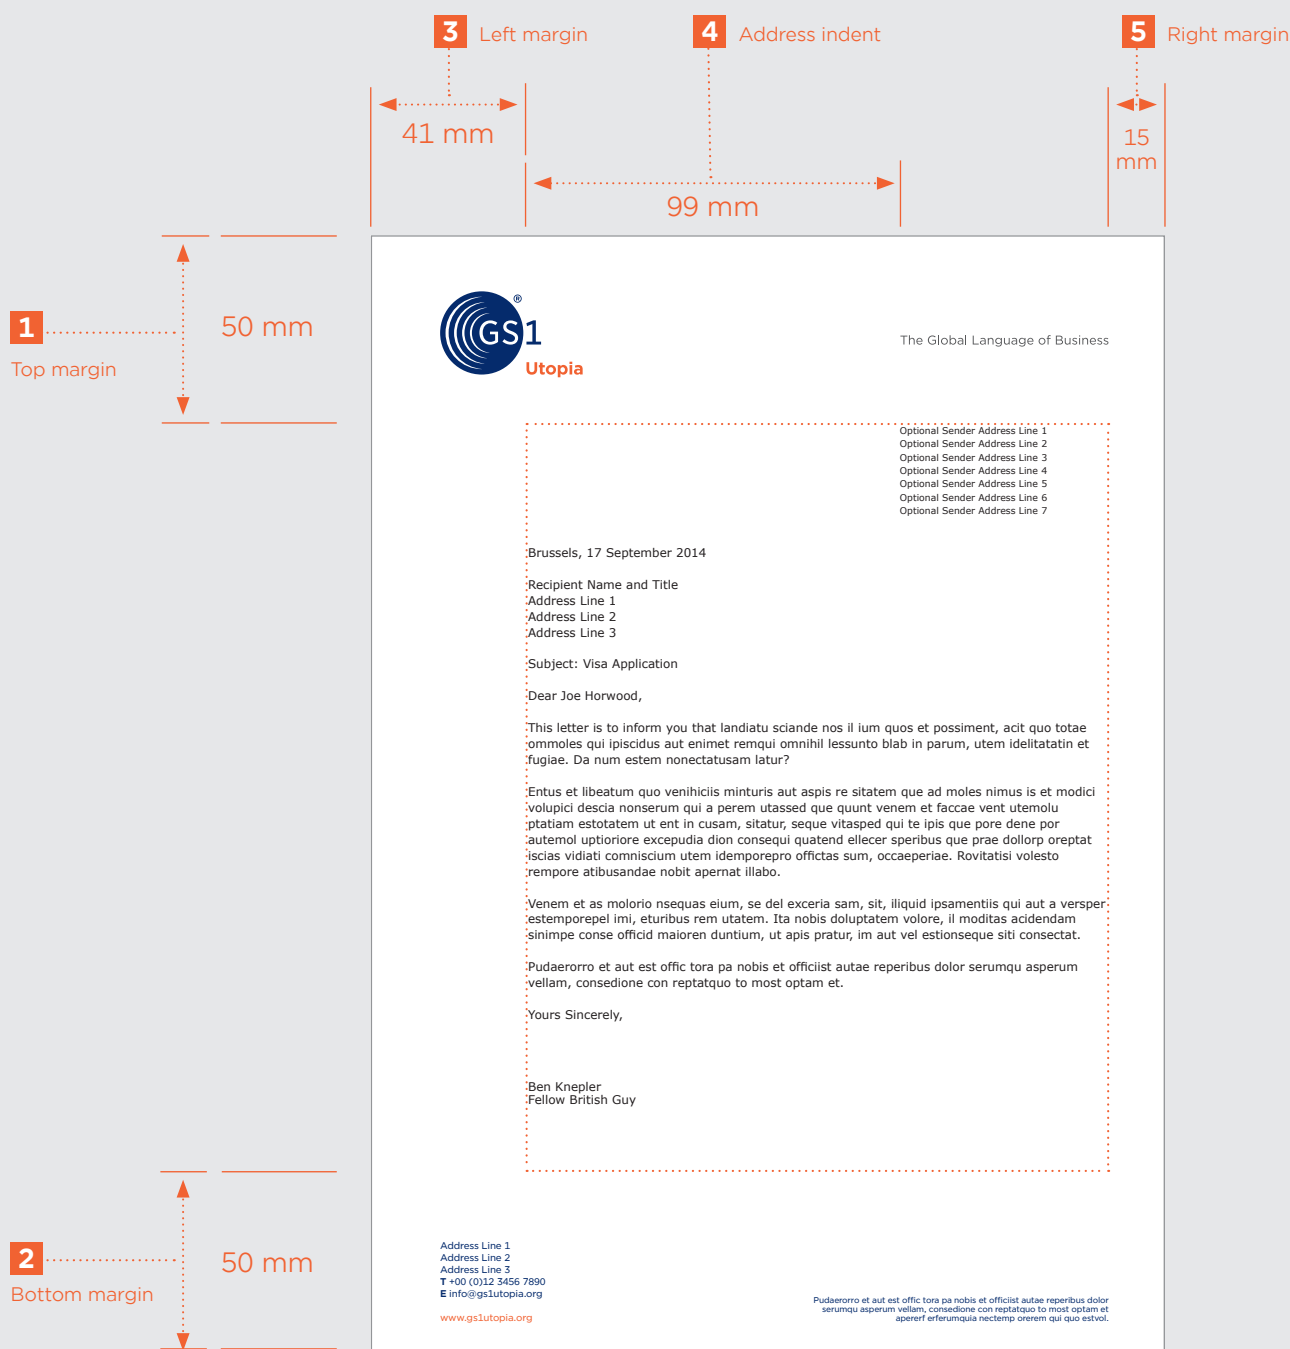 3 Left margin
4 Address indent
5 Right margin
41 mm
15
mm
99 mm
1
Top margin
50 mm
GS1
®
Utopia
The Global Language of Business
Optional Sender Address Line 1
Optional Sender Address Line 2
Optional Sender Address Line 3
Optional Sender Address Line 4
Optional Sender Address Line 5
Optional Sender Address Line 6
Optional Sender Address Line 7
Brussels, 17 September 2014
Recipient Name and Title
Address Line 1
Address Line 2
Address Line 3
Subject: Visa Application
Dear Joe Horwood,
This letter is to inform you that landiatu sciande nos il ium quos et possiment, acit quo totae
ommoles qui ipiscidus aut enimet remqui omnihil lessunto blab in parum, utem idelitatatin et
fugiae. Da num estem nonectatusam latur?
Entus et libeatum quo venihiciis minturis aut aspis re sitatem que ad moles nimus is et modici
volupici descia nonserum qui a perem utassed que quunt venem et faccae vent utemolu
ptatiam estotatem ut ent in cusam, sitatur, seque vitasped qui te ipis que pore dene por
autemol uptioriore excepudia dion consequi quatend ellecer speribus que prae dollorp oreptat
iscias vidiati comniscium utem idemporepro offictas sum, occaeperiae. Rovitatisi volesto
rempore atibusandae nobit apernat illabo.
Venem et as molorio nsequas eium, se del exceria sam, sit, iliquid ipsamentiis qui aut a versper
estemporepel imi, eturibus rem utatem. Ita nobis doluptatem volore, il moditas acidendam
sinimpe conse officid maioren duntium, ut apis pratur, im aut vel estionseque siti consectat.
Pudaerorro et aut est offic tora pa nobis et officiist autae reperibus dolor serumqu asperum
vellam, consedione con reptatquo to most optam et.
Yours Sincerely,
Ben Knepler
Fellow British Guy
2
Bottom margin
50 mm
Address Line 1
Address Line 2
Address Line 3
T +00 (0)12 3456 7890
E info@gs1utopia.org
www.gs1utopia.org
Pudaerorro et aut est offic tora pa nobis et officiist autae reperibus dolor
serumqu asperum vellam, consedione con reptatquo to most optam et
apererf erferumquia nectemp orerem qui quo estvol.